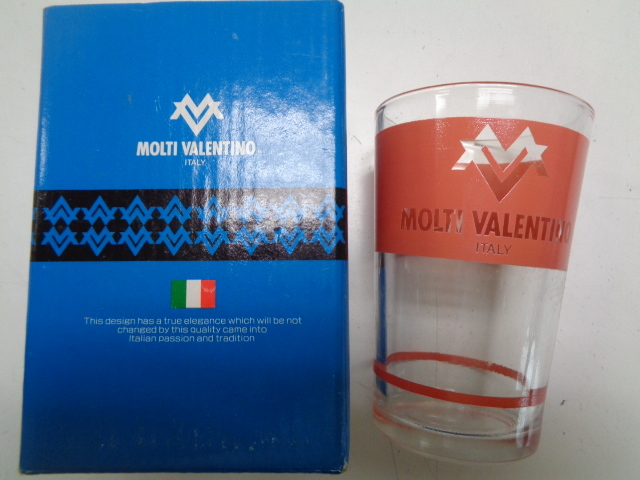 MOLTI VALENTINO
ITALY
This design has a true elegance which will be not
changed by this quality came into
Italian passion and tradition
MOLTI VALENTINO
ITALY